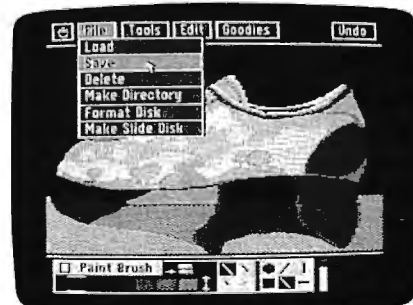 File Tools Edit Goodies Undo
Load
Save
Delete
Make Directory
Format Disk
Make Slide Disk
Paint Brush